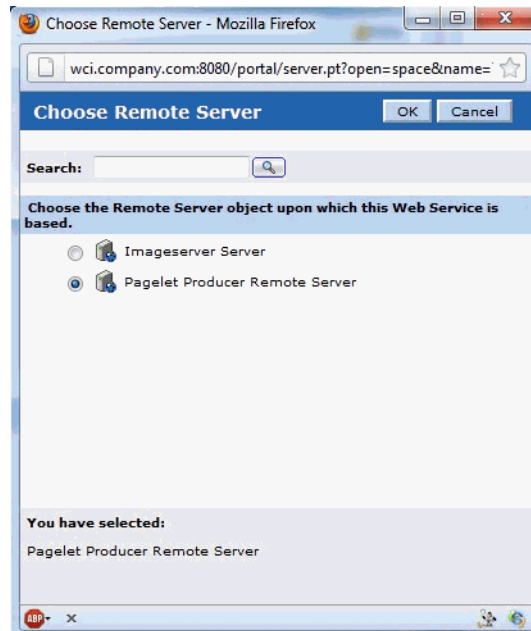 Choose Remote Server - Mozilla Firefox
wci.company.com:8080/portal/server.pt?open=space&name=
Choose Remote Server
OK Cancel
Search:
Choose the Remote Server object upon which this Web Service is
based.
Imageserver Server
Pagelet Producer Remote Server
You have selected:
Pagelet Producer Remote Server
ABP
x